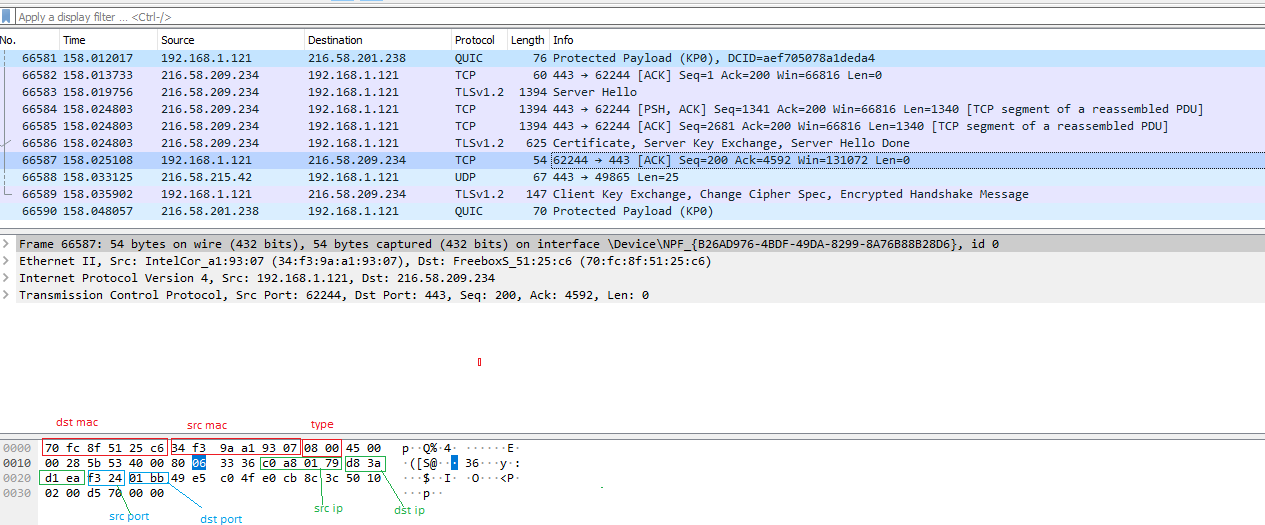 Apply a display filter ... <Ctrl-/>
No. Time Source Destination Protocol Length Info
66581 158.012017 192.168.1.121 216.58.201.238 QUIC 76 Protected Payload (KP0), DCID=aef705078a1deda4
66582 158.013733 216.58.209.234 192.168.1.121 TCP 60 443 → 62244 [ACK] Seq=1 Ack=200 Win=66816 Len=0
66583 158.019756 216.58.209.234 192.168.1.121 TLSv1.2 1394 Server Hello
66584 158.024803 216.58.209.234 192.168.1.121 TCP 1394 443 → 62244 [PSH, ACK] Seq=1341 Ack=200 Win=66816 Len=1340 [TCP segment of a reassembled PDU]
66585 158.024803 216.58.209.234 192.168.1.121 TCP 1394 443 → 62244 [ACK] Seq=2681 Ack=200 Win=66816 Len=1340 [TCP segment of a reassembled PDU]
66586 158.024803 216.58.209.234 192.168.1.121 TLSv1.2 625 Certificate, Server Key Exchange, Server Hello Done
66587 158.025108 192.168.1.121 216.58.209.234 TCP 54 62244 → 443 [ACK] Seq=200 Ack=4592 Win=131072 Len=0
66588 158.033125 216.58.215.42 192.168.1.121 UDP 67 443 → 49865 Len=25
66589 158.035902 192.168.1.121 216.58.209.234 TLSv1.2 147 Client Key Exchange, Change Cipher Spec, Encrypted Handshake Message
66590 158.048057 216.58.201.238 192.168.1.121 QUIC 70 Protected Payload (KP0)
Frame 66587: 54 bytes on wire (432 bits), 54 bytes captured (432 bits) on interface \Device\NPF_{B26AD976-4BDF-49DA-8299-8A76B88B28D6}, id 0
Ethernet II, Src: IntelCor_a1:93:07 (34:f3:9a:a1:93:07), Dst: FreeboxS_51:25:c6 (70:fc:8f:51:25:c6)
Internet Protocol Version 4, Src: 192.168.1.121, Dst: 216.58.209.234
Transmission Control Protocol, Src Port: 62244, Dst Port: 443, Seq: 200, Ack: 4592, Len: 0
dst mac src mac type
0000 70 fc 8f 51 25 c6 34 f3 9a a1 93 07 08 00 45 00 p··Q%·4· ······E·
0010 00 28 5b 53 40 00 80 06 33 36 c0 a8 01 79 d8 3a ·([S@··· 36···y·:
0020 d1 ea f3 24 01 bb 49 e5 c0 4f e0 cb 8c 3c 50 10 ···$··I· ·O···<P·
0030 02 00 d5 70 00 00 ···p··
src port dst port src ip dst ip